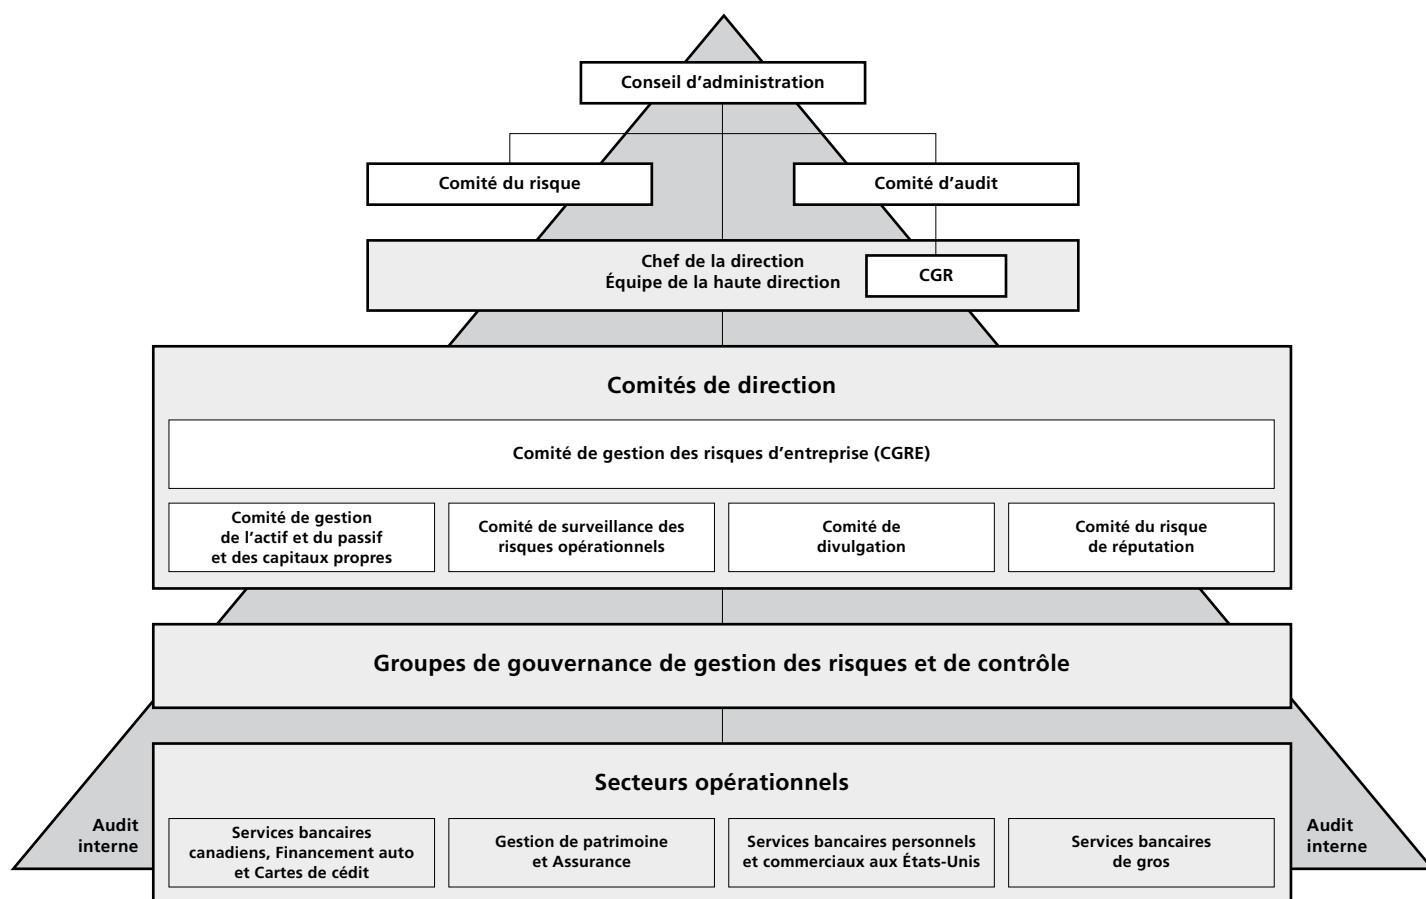 Conseil d’administration
Comité du risque
Comité d’audit
Chef de la direction
Équipe de la haute direction
CGR
Comités de direction
Comité de gestion des risques d’entreprise (CGRE)
Comité de gestion
de l’actif et du passif
et des capitaux propres
Comité de surveillance des
risques opérationnels
Comité de
divulgation
Comité du risque
de réputation
Groupes de gouvernance de gestion des risques et de contrôle
Secteurs opérationnels
Audit
interne
Services bancaires
canadiens, Financement auto
et Cartes de cédit
Gestion de patrimoine
et Assurance
Services bancaires personnels
et commerciaux aux États-Unis
Services bancaires
de gros
Audit
interne